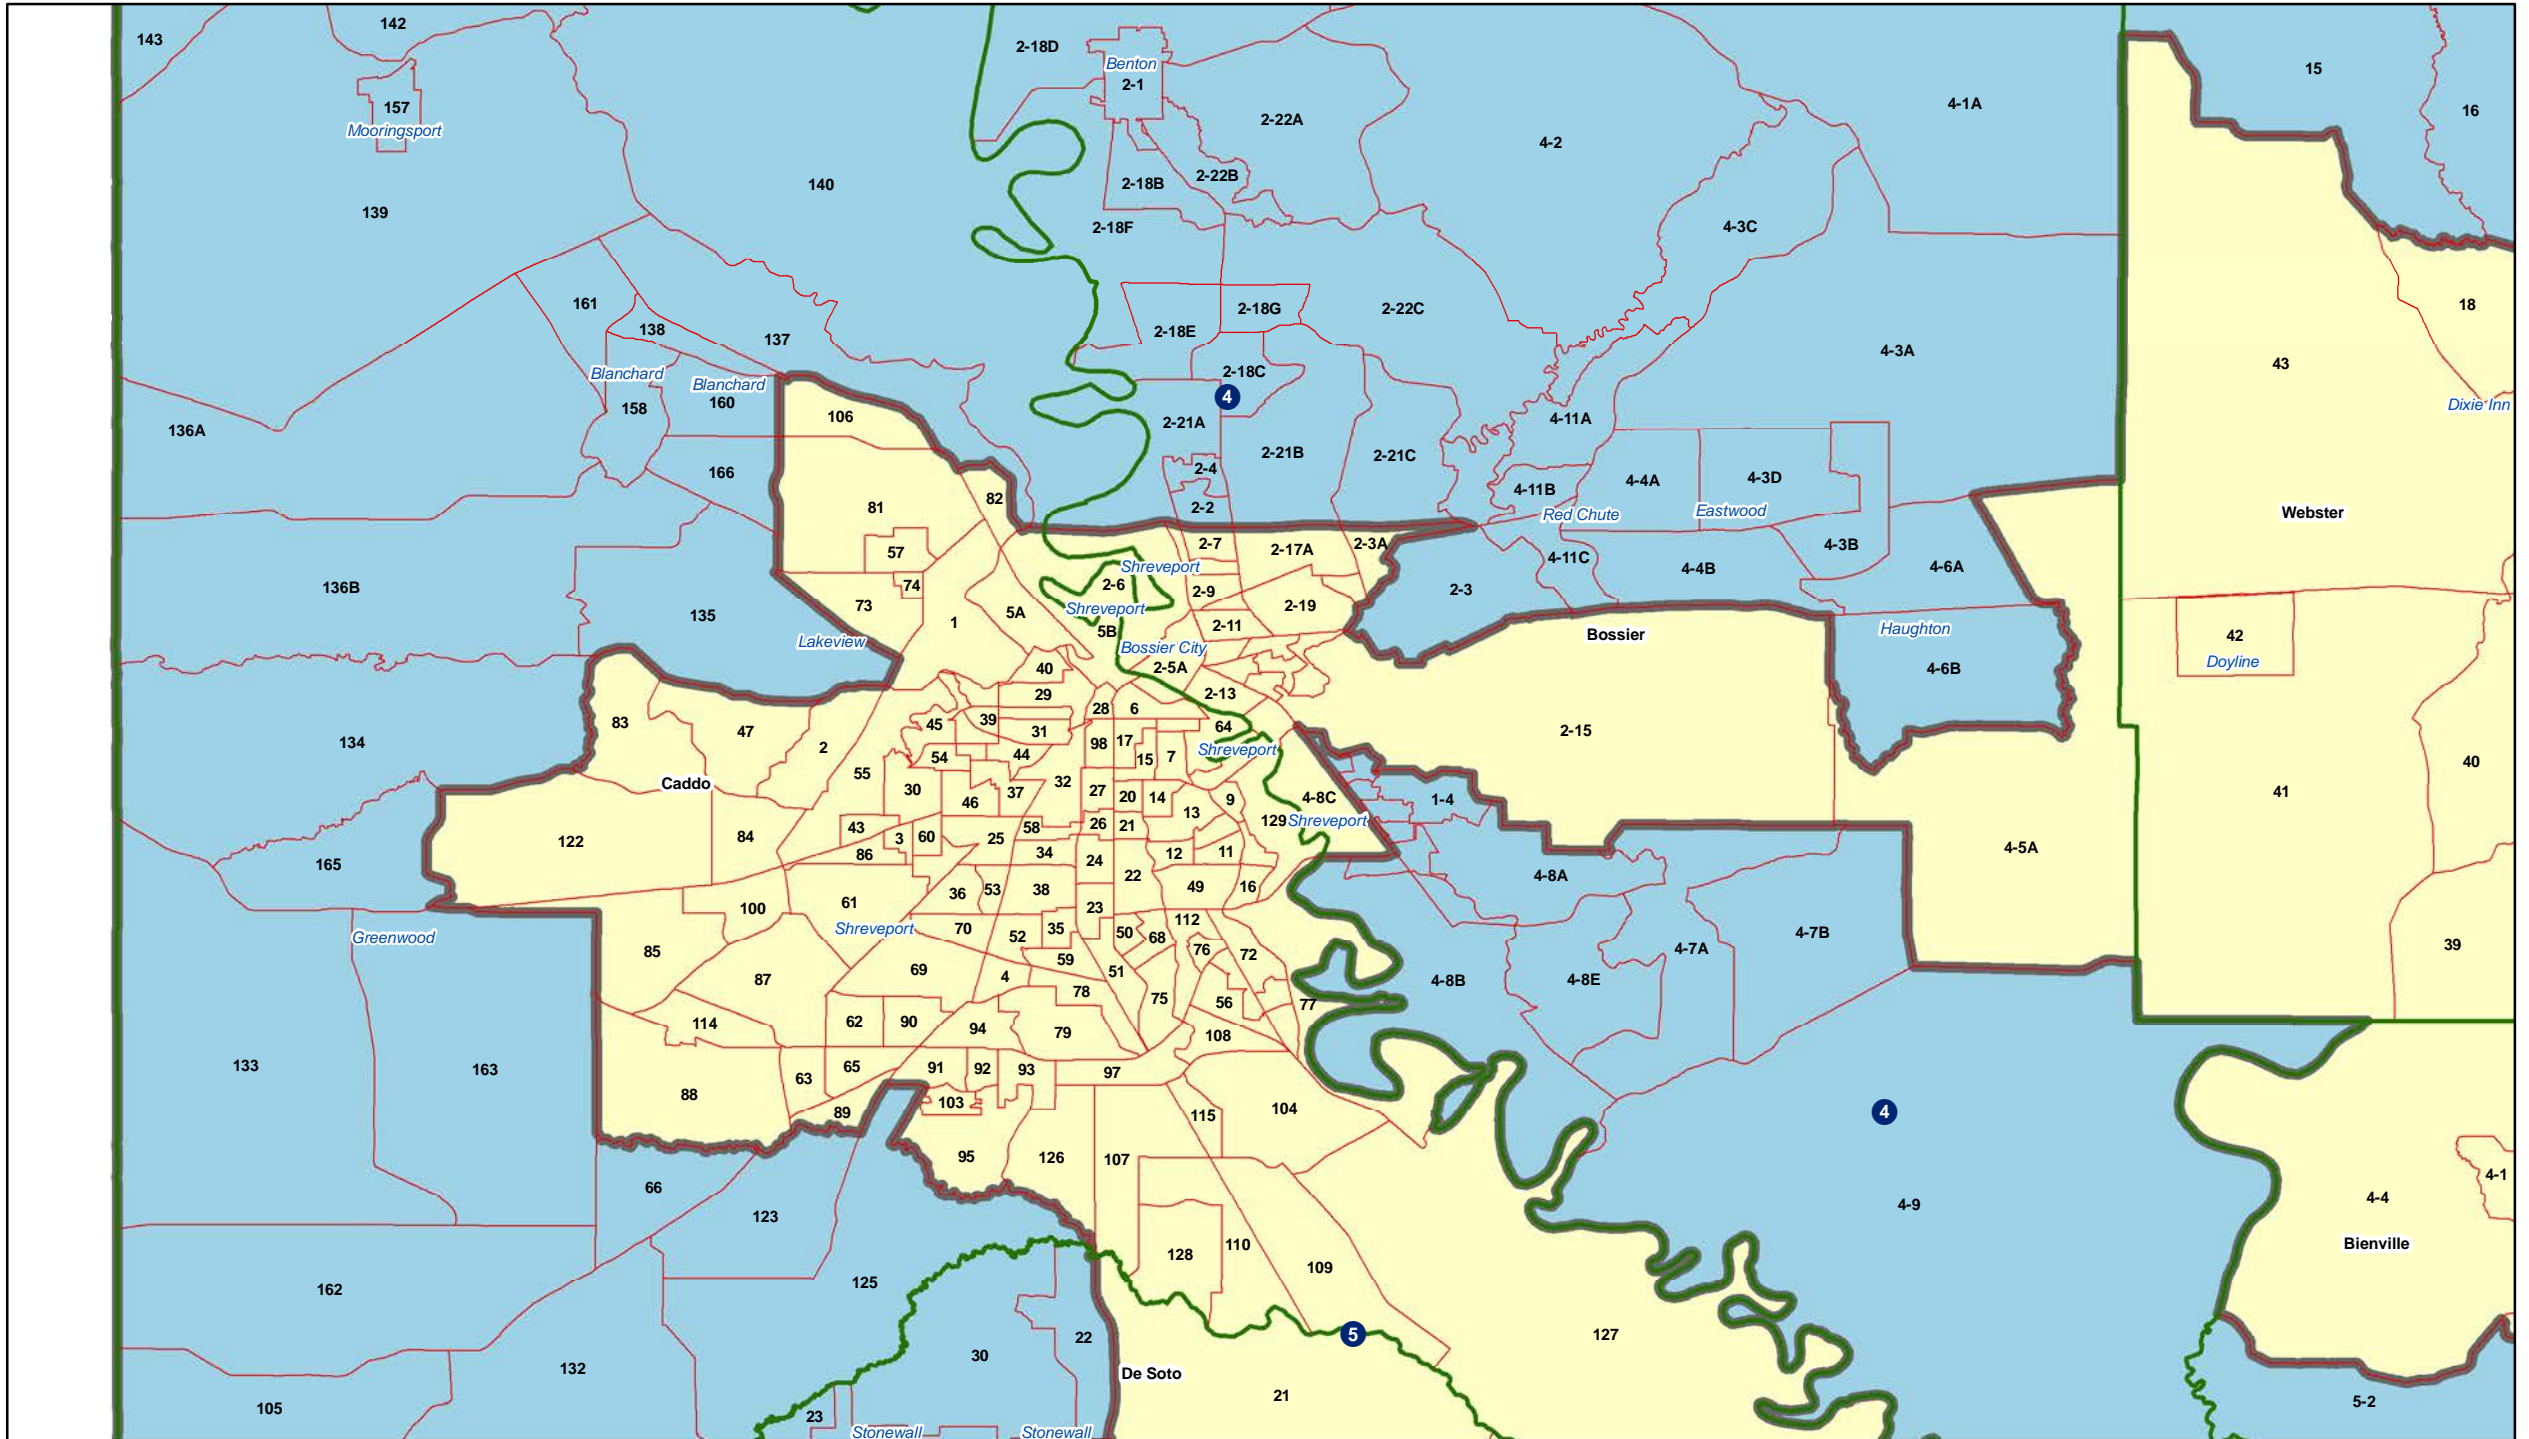 142
143
2-18D
Benton
2-1
15
16
4-1A
157
Mooringsport
2-22A
4-2
140
2-18B
2-22B
139
2-18F
4-3C
161
2-18G
2-22C
18
138
137
2-18E
4-3A
43
Blanchard
Blanchard
160
2-18C
4
158
106
Dixie Inn
136A
2-21A
4-11A
2-21B
2-21C
166
2-4
4-4A
4-3D
82
4-11B
81
2-2
Red Chute
Eastwood
Webster
57
2-7
2-17A
2-3A
4-3B
4-11C
Shreveport
4-6A
4-4B
136B
74
2-6
2-9
2-3
73
Shreveport
2-19
135
1
5A
5B
2-11
Haughton
Bossier
42
Lakeview
Bossier City
Doyline
40
2-5A
4-6B
29
2-13
28
6
83
45
39
64
47
31
2-15
134
2
98
17
Shreveport
54
44
15
7
40
55
Caddo
32
30
37
27
20
14
4-8C
9
1-4
41
46
13
43
58
26
21
129
Shreveport
122
84
3
60
25
86
34
12
11
4-5A
165
24
22
4-8A
36
53
38
49
16
61
100
23
112
Greenwood
Shreveport
70
52
35
50
68
4-7B
39
85
76
72
4-7A
59
69
51
87
4
4-8B
4-8E
78
75
56
77
62
90
114
94
79
108
133
163
65
91
92
93
97
63
88
103
89
104
4
115
95
126
107
4-1
66
4-4
4-9
123
110
Bienville
128
109
125
162
5
127
22
30
132
De Soto
21
5-2
105
23
Stonewall
Stonewall